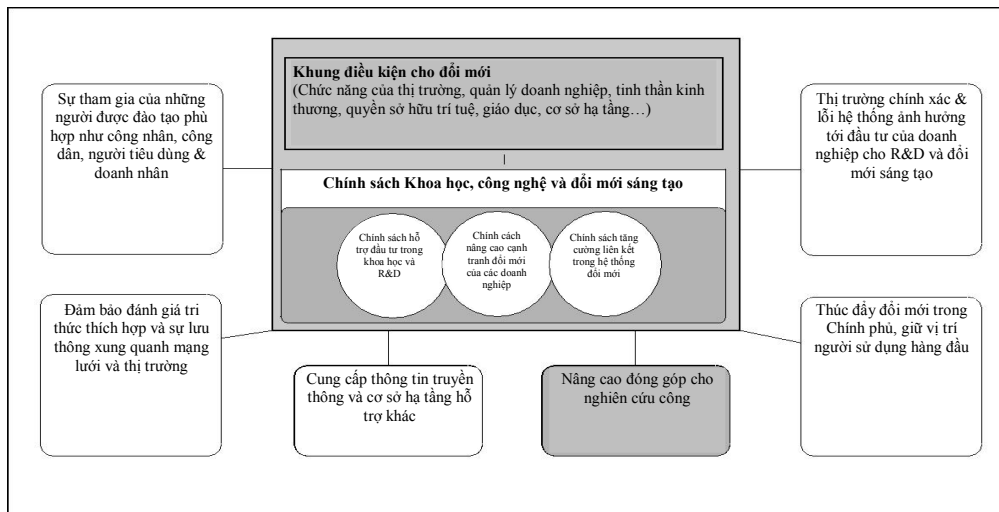 Khung điều kiện cho đổi mới
(Chức năng của thị trường, quản lý doanh nghiệp, tinh thần kinh
thương, quyền sở hữu trí tuệ, giáo dục, cơ sở hạ tầng…)
Sự tham gia của những
người được đào tạo phù
hợp như công nhân, công
dân, người tiêu dùng &
doanh nhân
Thị trường chính xác &
lỗi hệ thống ảnh hưởng
tới đầu tư của doanh
nghiệp cho R&D và đổi
mới sáng tạo
Chính sách Khoa học, công nghệ và đổi mới sáng tạo
Chính sách hỗ
trợ đầu tư trong
khoa học và
R&D
Chính cách
nâng cao cạnh
tranh đổi mới
của các doanh
nghiệp
Chính sách tăng
cường liên kết
trong hệ thống
đổi mới
Đảm bảo đánh giá tri
thức thích hợp và sự lưu
thông xung quanh mạng
lưới và thị trường
Thúc đẩy đổi mới trong
Chính phủ, giữ vị trí
người sử dụng hàng đầu
Cung cấp thông tin truyền
thông và cơ sở hạ tầng hỗ
trợ khác
Nâng cao đóng góp cho
nghiên cứu công